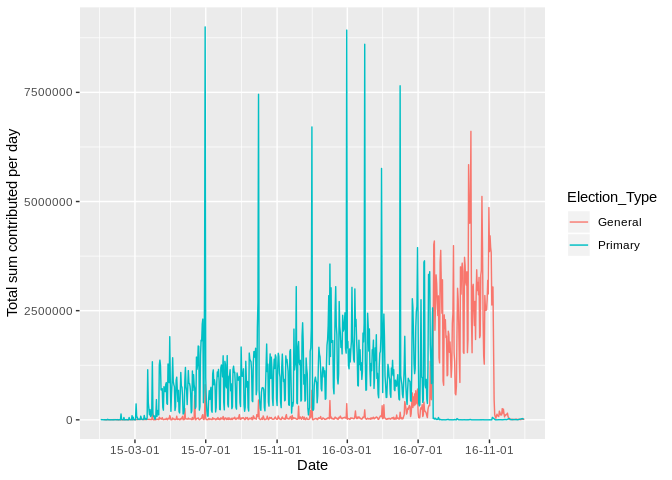 Total sum contributed per day
7500000
5000000
2500000
0
15-03-01 15-07-01 15-11-01 16-03-01 16-07-01 16-11-01
Date
Election_Type
General
Primary